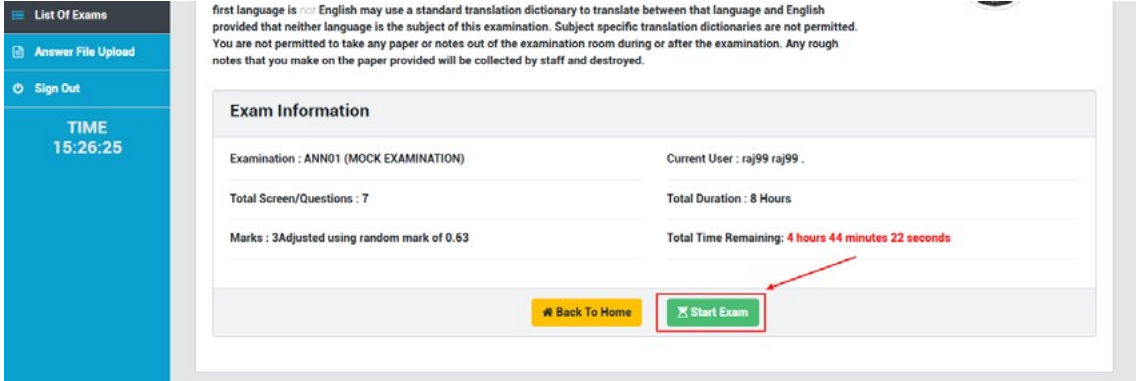 List Of Exams
Answer File Upload
Sign Out
TIME
15:26:25
first language is not English may use a standard translation dictionary to translate between that language and English
provided that neither language is the subject of this examination. Subject specific translation dictionaries are not permitted.
You are not permitted to take any paper or notes out of the examination room during or after the examination. Any rough
notes that you make on the paper provided will be collected by staff and destroyed.
Exam Information
Examination : ANN01 (MOCK EXAMINATION)
Current User : raj99 raj99 .
Total Screen/Questions : 7
Total Duration : 8 Hours
Marks : 3Adjusted using random mark of 0.63
Total Time Remaining: 4 hours 44 minutes 22 seconds
Back To Home
Start Exam